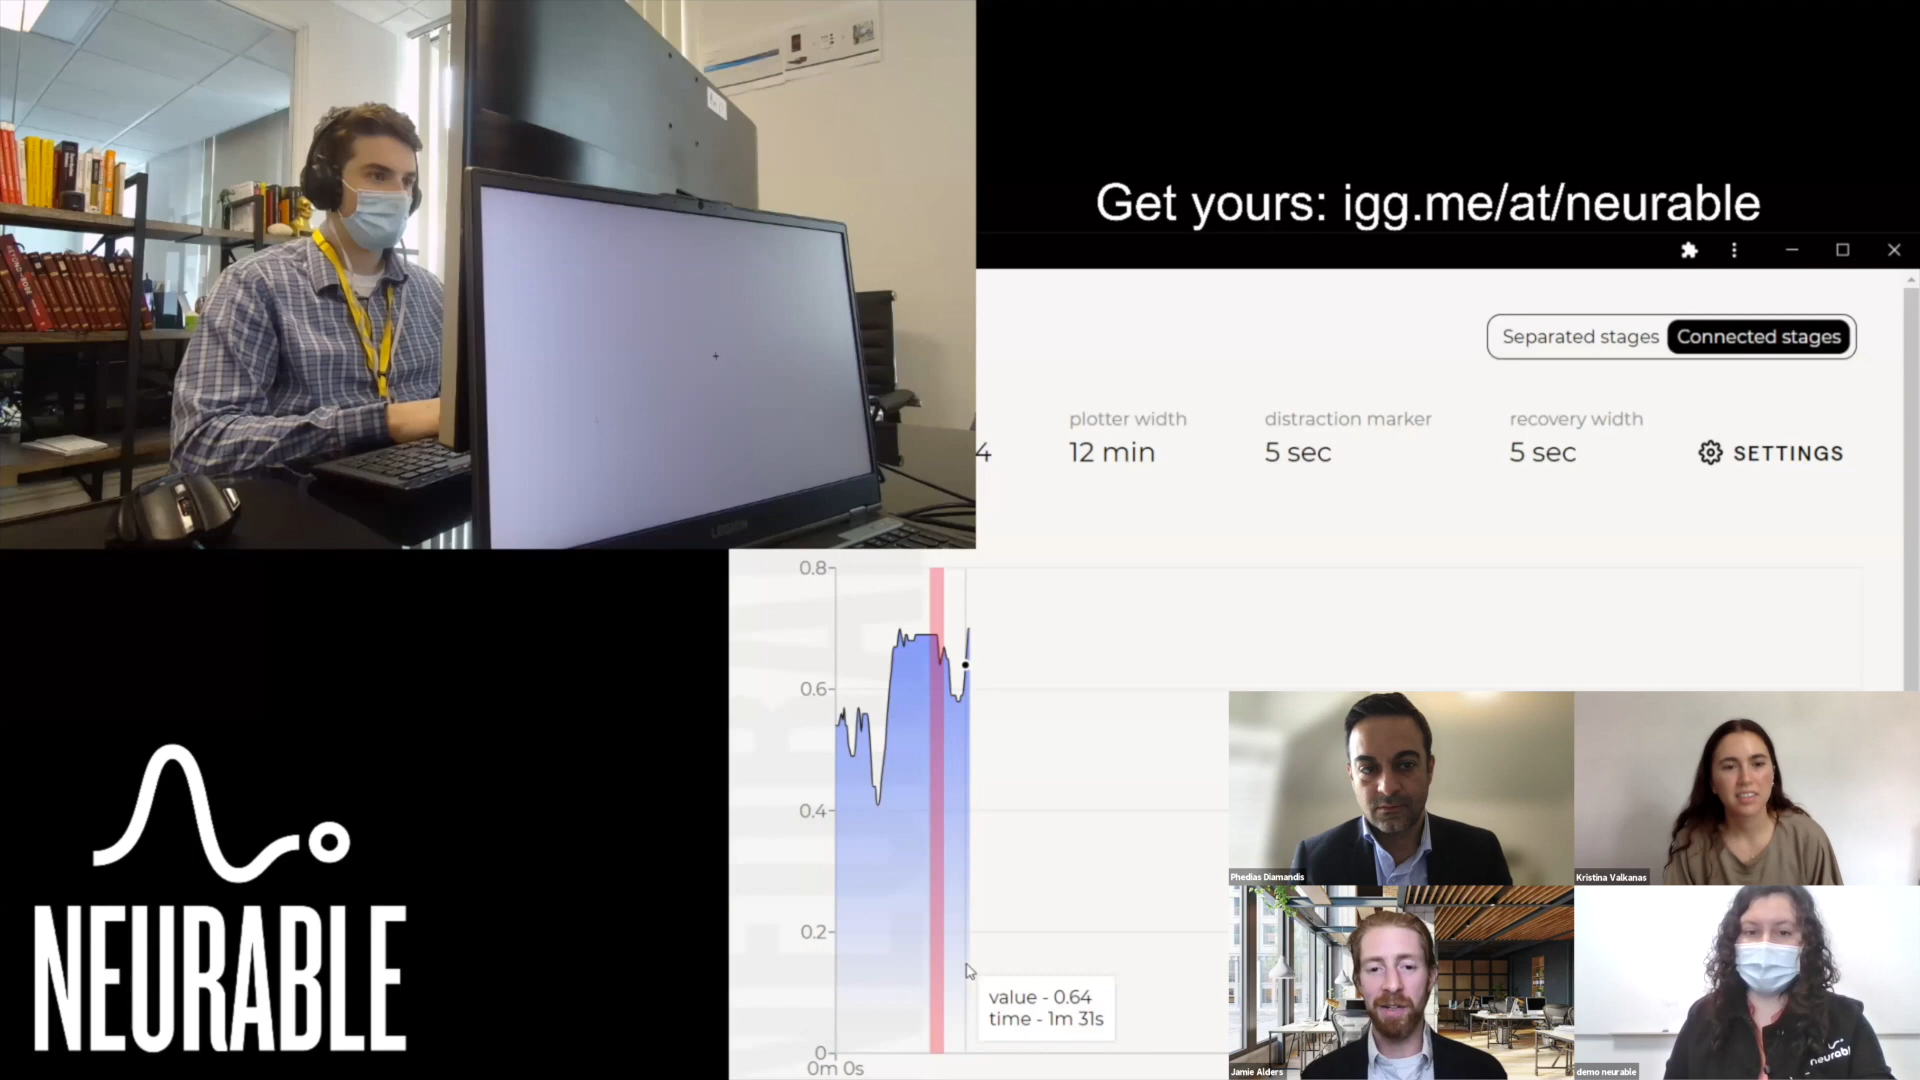 Get yours: igg.me/at/neurable
Separated stages
Connected stages
4
plotter width
12 min
distraction marker
5 sec
recovery width
5 sec
SETTINGS
LEGION
0.8
0.6
0.4
0.2
0
0m 0s
value - 0.64
time - 1m 31s
NEURABLE
Phedias Diamandis
Kristina Valkanas
Jamie Alders
demo neurable